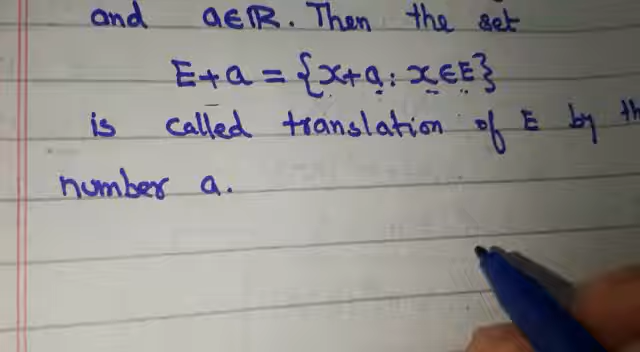 and a∈ℝ. Then the set
E+a = {x+a : x∈E}
is called translation of E by
number a.